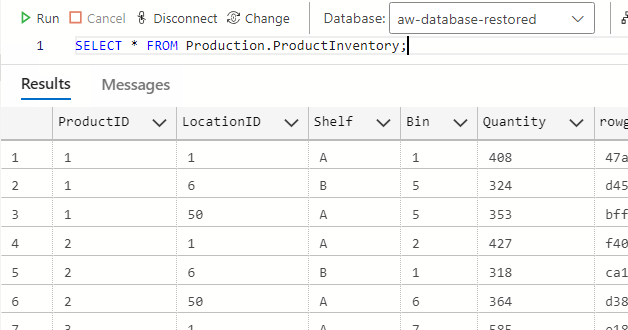 Run Cancel Disconnect Change Database: aw-database-restored
1 SELECT * FROM Production.ProductInventory;
Results Messages
ProductID LocationID Shelf Bin Quantity rowg
1 1 1 A 1 408 47a
2 1 6 B 5 324 d45
3 1 50 A 5 353 bff
4 2 1 A 2 427 f40
5 2 6 B 1 318 ca1
6 2 50 A 6 364 d38
7 3 1 A 7 585 e18